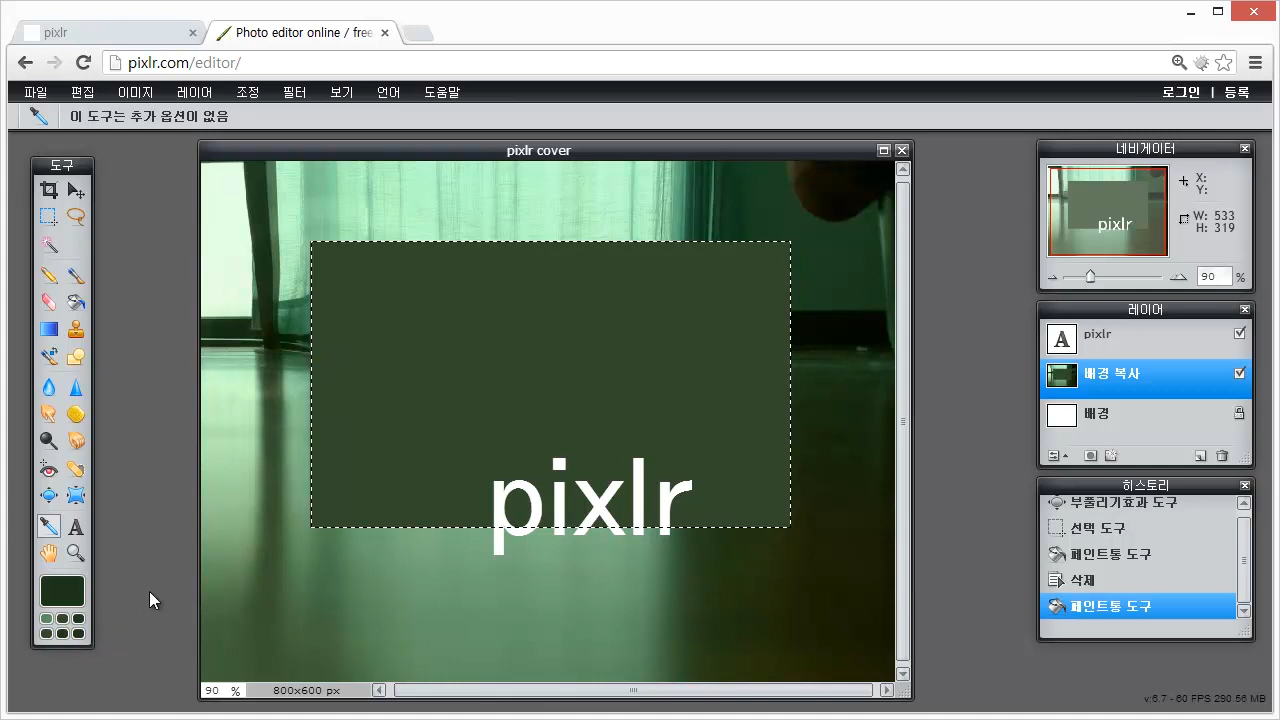 pixlr
Photo editor online / free
pixlr.com/editor/
파일 편집 이미지 레이어 조정 필터 보기 언어 도움말 로그인 | 등록
이 도구는 추가 옵션이 없음
도구
pixlr cover
pixlr
90 %
800x600 px
네비게이터
pixlr
X:
Y:
W: 533
H: 319
90 %
레이어
A pixlr
배경 복사
배경
히스토리
부풀리기효과 도구
선택 도구
페인트통 도구
삭제
페인트통 도구
v:6.7 - 60 FPS 290.56 MB